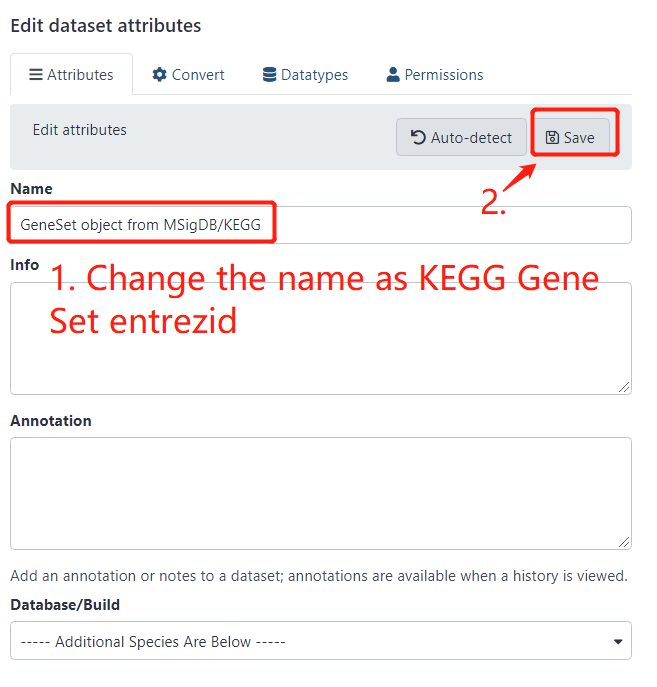 Edit dataset attributes
Attributes Convert Datatypes Permissions
Edit attributes Auto-detect Save
2.
Name
GeneSet object from MSigDB/KEGG
Info
1. Change the name as KEGG Gene
Set entrezid
Annotation
Add an annotation or notes to a dataset; annotations are available when a history is viewed.
Database/Build
----- Additional Species Are Below -----